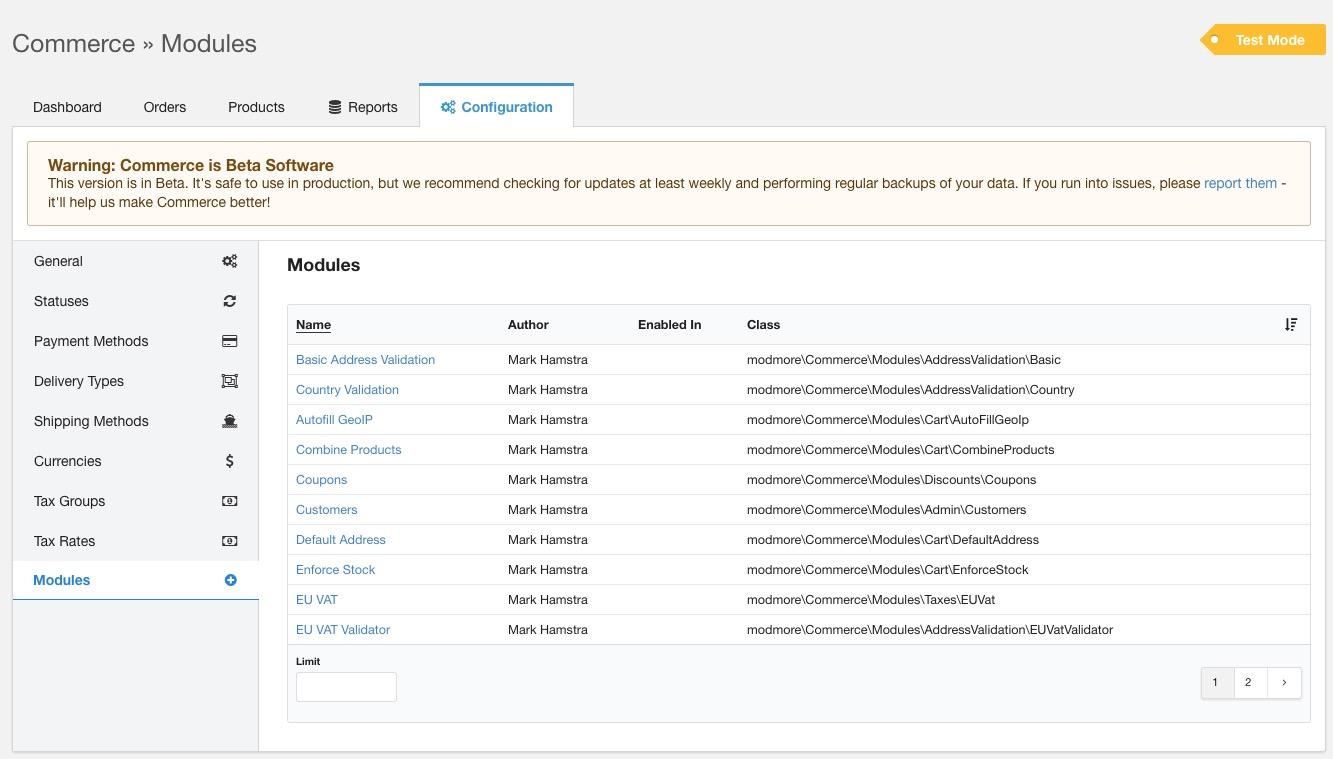 Commerce » Modules
Test Mode
Dashboard Orders Products Reports Configuration
Warning: Commerce is Beta Software
This version is in Beta. It's safe to use in production, but we recommend checking for updates at least weekly and performing regular backups of your data. If you run into issues, please report them -
it'll help us make Commerce better!
General
Statuses
Payment Methods
Delivery Types
Shipping Methods
Currencies
Tax Groups
Tax Rates
Modules
Modules
Name Author Enabled In Class
Basic Address Validation Mark Hamstra modmore\Commerce\Modules\AddressValidation\Basic
Country Validation Mark Hamstra modmore\Commerce\Modules\AddressValidation\Country
Autofill GeoIP Mark Hamstra modmore\Commerce\Modules\Cart\AutoFillGeoIp
Combine Products Mark Hamstra modmore\Commerce\Modules\Cart\CombineProducts
Coupons Mark Hamstra modmore\Commerce\Modules\Discounts\Coupons
Customers Mark Hamstra modmore\Commerce\Modules\Admin\Customers
Default Address Mark Hamstra modmore\Commerce\Modules\Cart\DefaultAddress
Enforce Stock Mark Hamstra modmore\Commerce\Modules\Cart\EnforceStock
EU VAT Mark Hamstra modmore\Commerce\Modules\Taxes\EUVat
EU VAT Validator Mark Hamstra modmore\Commerce\Modules\AddressValidation\EUVatValidator
Limit
1 2 ›